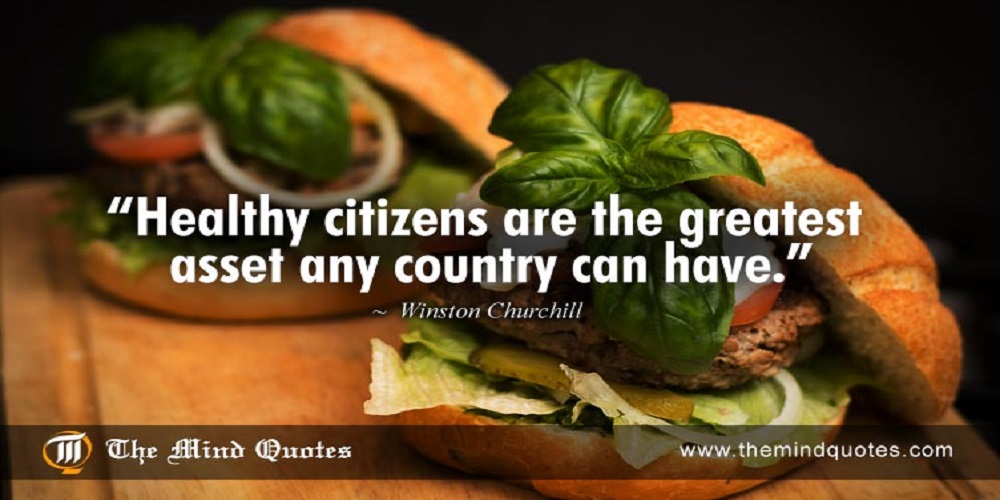 “Healthy citizens are the greatest
asset any country can have.”
~ Winston Churchill
The Mind Quotes
www.themindquotes.com